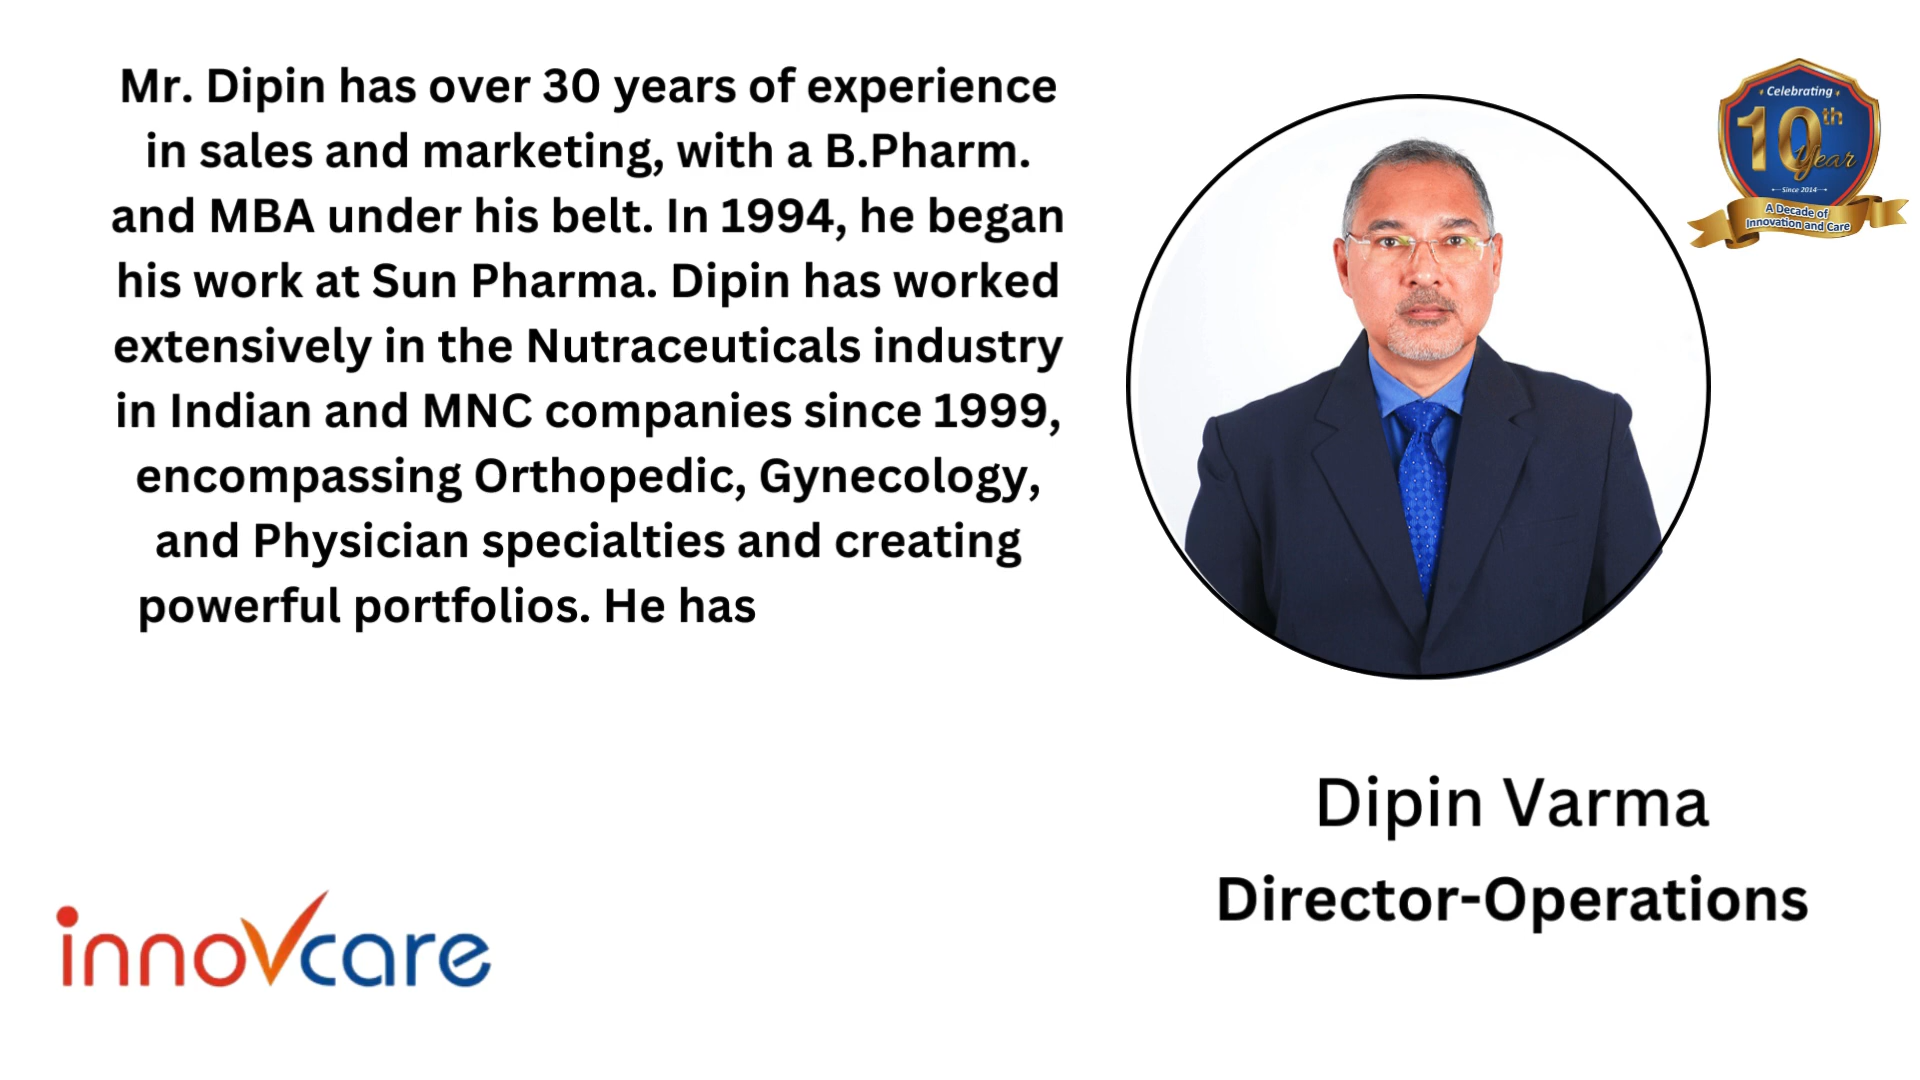 Mr. Dipin has over 30 years of experience
in sales and marketing, with a B.Pharm.
and MBA under his belt. In 1994, he began
his work at Sun Pharma. Dipin has worked
extensively in the Nutraceuticals industry
in Indian and MNC companies since 1999,
encompassing Orthopedic, Gynecology,
and Physician specialties and creating
powerful portfolios. He has
Celebrating
10th
Year
Since 2014
A Decade of
Innovation and Care
Dipin Varma
Director-Operations
innovcare